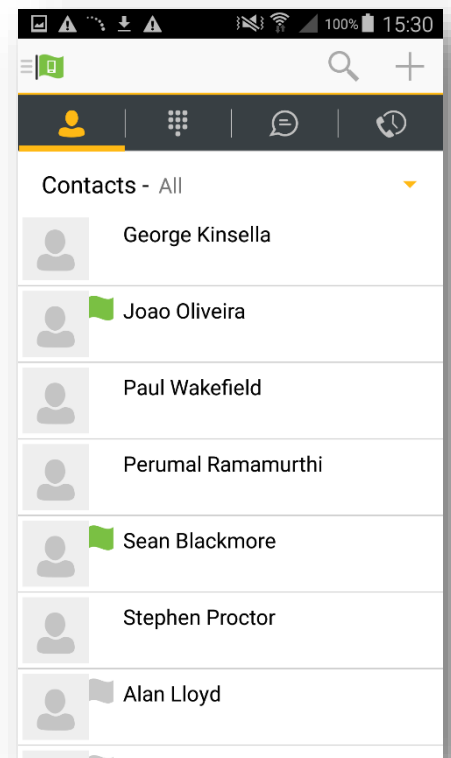 100% 15:30
Contacts - All
George Kinsella
Joao Oliveira
Paul Wakefield
Perumal Ramamurthi
Sean Blackmore
Stephen Proctor
Alan Lloyd